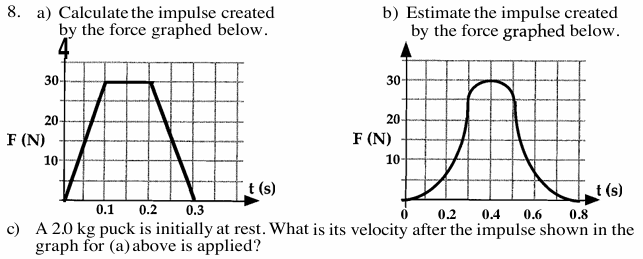 8. a) Calculate the impulse created
by the force graphed below.
b) Estimate the impulse created
by the force graphed below.
30
20
F (N)
10
t (s)
0.1 0.2 0.3
30
20
F (N)
10
t (s)
0 0.2 0.4 0.6 0.8
c) A 2.0 kg puck is initially at rest. What is its velocity after the impulse shown in the
graph for (a) above is applied?